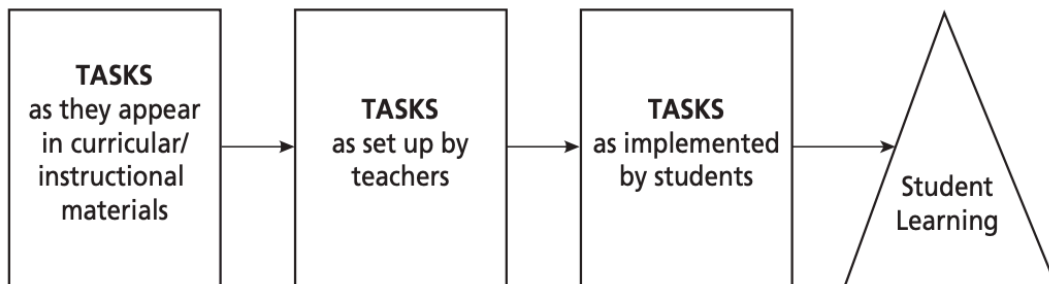 TASKS
as they appear
in curricular/
instructional
materials
TASKS
as set up by
teachers
TASKS
as implemented
by students
Student
Learning